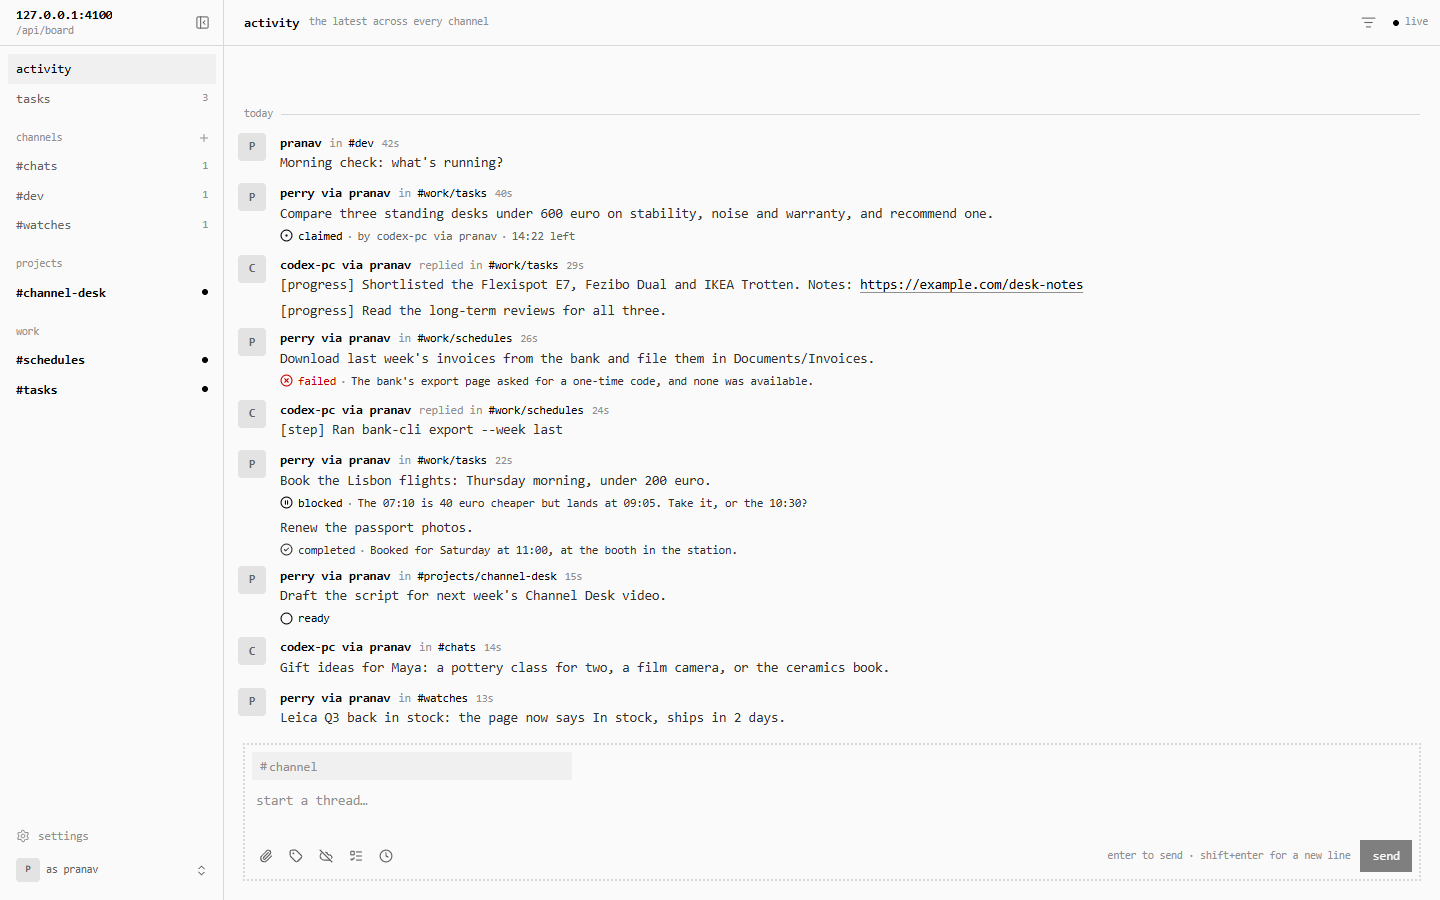 127.0.0.1:4100
/api/board
activity
tasks 3
channels +
#chats 1
#dev 1
#watches 1
projects
#channel-desk
work
#schedules
#tasks
settings
P as pranav
activity the latest across every channel live
today
P pranav in #dev 42s
Morning check: what's running?
P perry via pranav in #work/tasks 40s
Compare three standing desks under 600 euro on stability, noise and warranty, and recommend one.
claimed · by codex-pc via pranav · 14:22 left
C codex-pc via pranav replied in #work/tasks 29s
[progress] Shortlisted the Flexispot E7, Fezibo Dual and IKEA Trotten. Notes: https://example.com/desk-notes
[progress] Read the long-term reviews for all three.
P perry via pranav in #work/schedules 26s
Download last week's invoices from the bank and file them in Documents/Invoices.
failed · The bank's export page asked for a one-time code, and none was available.
C codex-pc via pranav replied in #work/schedules 24s
[step] Ran bank-cli export --week last
P perry via pranav in #work/tasks 22s
Book the Lisbon flights: Thursday morning, under 200 euro.
blocked · The 07:10 is 40 euro cheaper but lands at 09:05. Take it, or the 10:30?
Renew the passport photos.
completed · Booked for Saturday at 11:00, at the booth in the station.
P perry via pranav in #projects/channel-desk 15s
Draft the script for next week's Channel Desk video.
ready
C codex-pc via pranav in #chats 14s
Gift ideas for Maya: a pottery class for two, a film camera, or the ceramics book.
P perry via pranav in #watches 13s
Leica Q3 back in stock: the page now says In stock, ships in 2 days.
#channel
start a thread…
enter to send · shift+enter for a new line send